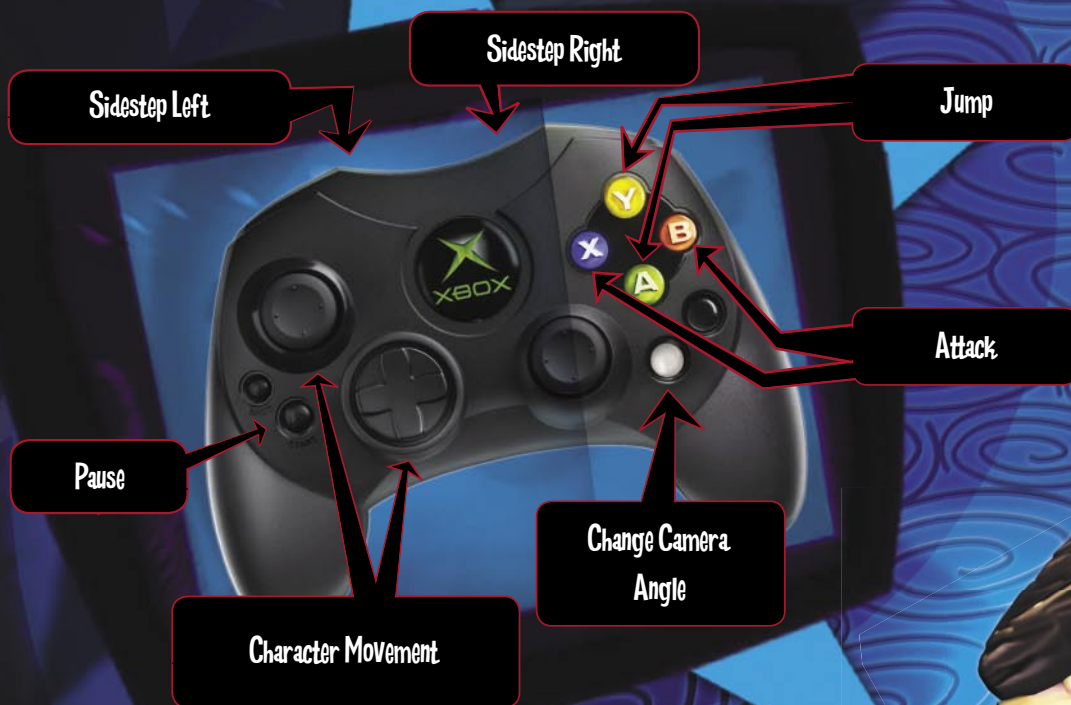 Sidestep Right
Sidestep Left
Jump
Y
B
X
A
XBOX
Attack
Pause
Change Camera
Angle
Character Movement